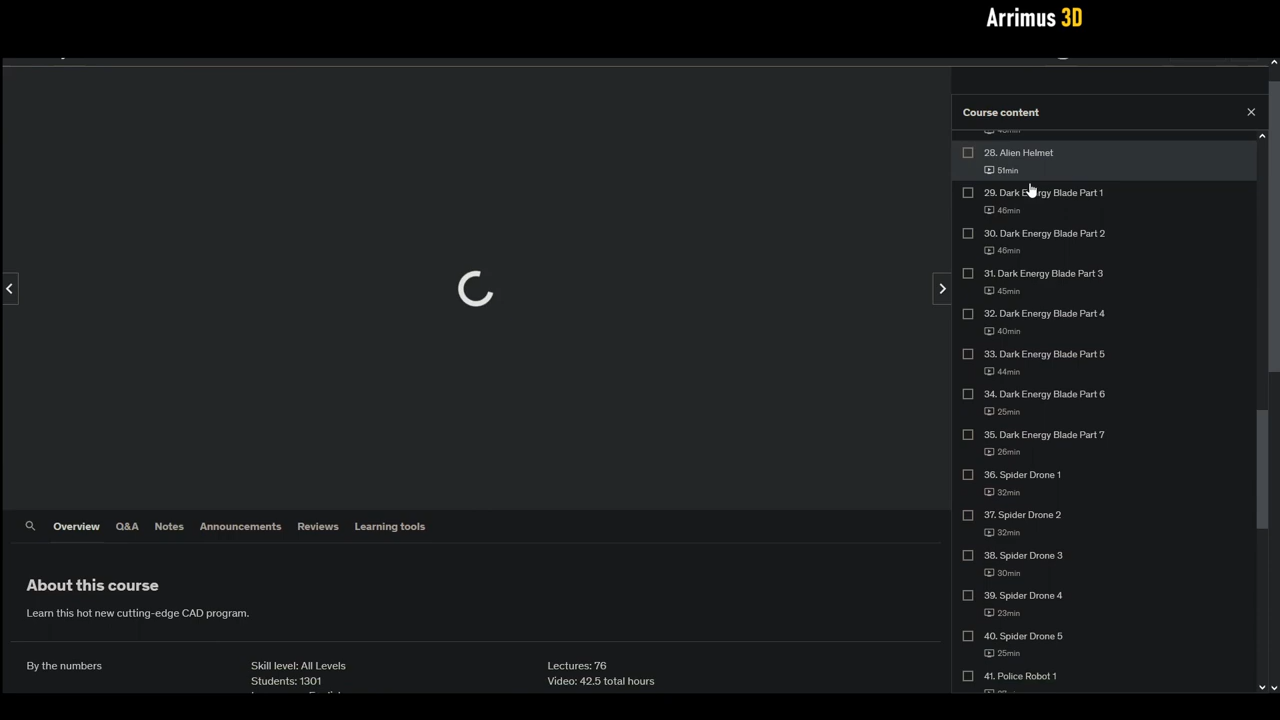 Arrimus 3D
Course content
28. Alien Helmet
51min
29. Dark Energy Blade Part 1
46min
30. Dark Energy Blade Part 2
46min
31. Dark Energy Blade Part 3
45min
32. Dark Energy Blade Part 4
40min
33. Dark Energy Blade Part 5
44min
34. Dark Energy Blade Part 6
25min
35. Dark Energy Blade Part 7
26min
36. Spider Drone 1
32min
37. Spider Drone 2
32min
38. Spider Drone 3
30min
39. Spider Drone 4
23min
40. Spider Drone 5
25min
41. Police Robot 1
Overview Q&A Notes Announcements Reviews Learning tools
About this course
Learn this hot new cutting-edge CAD program.
By the numbers
Skill level: All Levels
Students: 1301
Lectures: 76
Video: 42.5 total hours